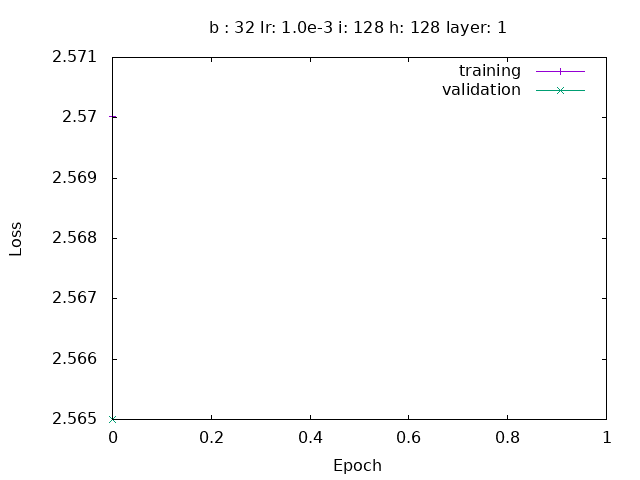 b : 32 lr: 1.0e-3 i: 128 h: 128 layer: 1
training
validation
2.571
2.57
2.569
2.568
2.567
2.566
2.565
Loss
0 0.2 0.4 0.6 0.8 1
Epoch